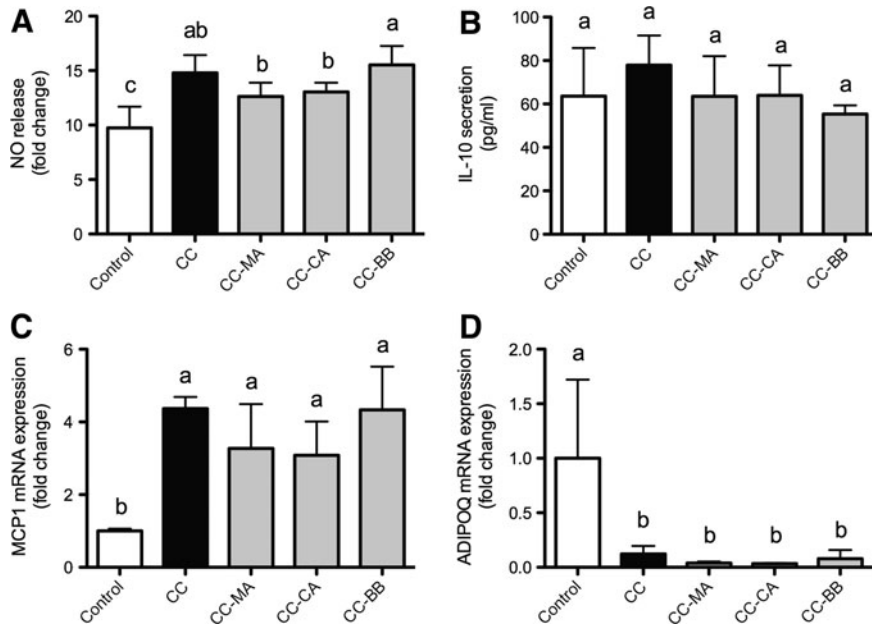 A
NO release
(fold change)
20
15
10
5
0
c
ab
b
b
a
Control
CC
CC-MA
CC-CA
CC-BB
B
IL-10 secretion
(pg/ml)
100
80
60
40
20
0
a
a
a
a
a
Control
CC
CC-MA
CC-CA
CC-BB
C
MCP1 mRNA expression
(fold change)
6
4
2
0
b
a
a
a
a
Control
CC
CC-MA
CC-CA
CC-BB
D
ADIPOQ mRNA expression
(fold change)
2.0
1.5
1.0
0.5
0.0
a
b
b
b
b
Control
CC
CC-MA
CC-CA
CC-BB